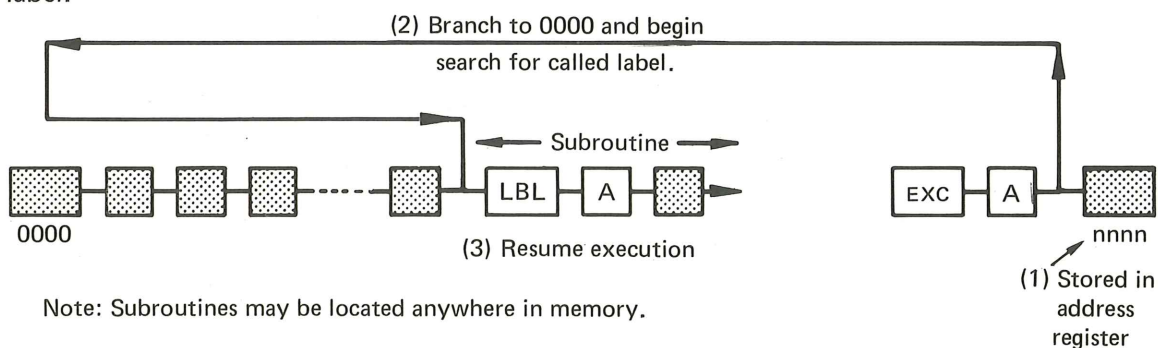 label.
(2) Branch to 0000 and begin
search for called label.
Subroutine
LBL A EXC A
0000 nnnn
(3) Resume execution
(1) Stored in
address
register
Note: Subroutines may be located anywhere in memory.